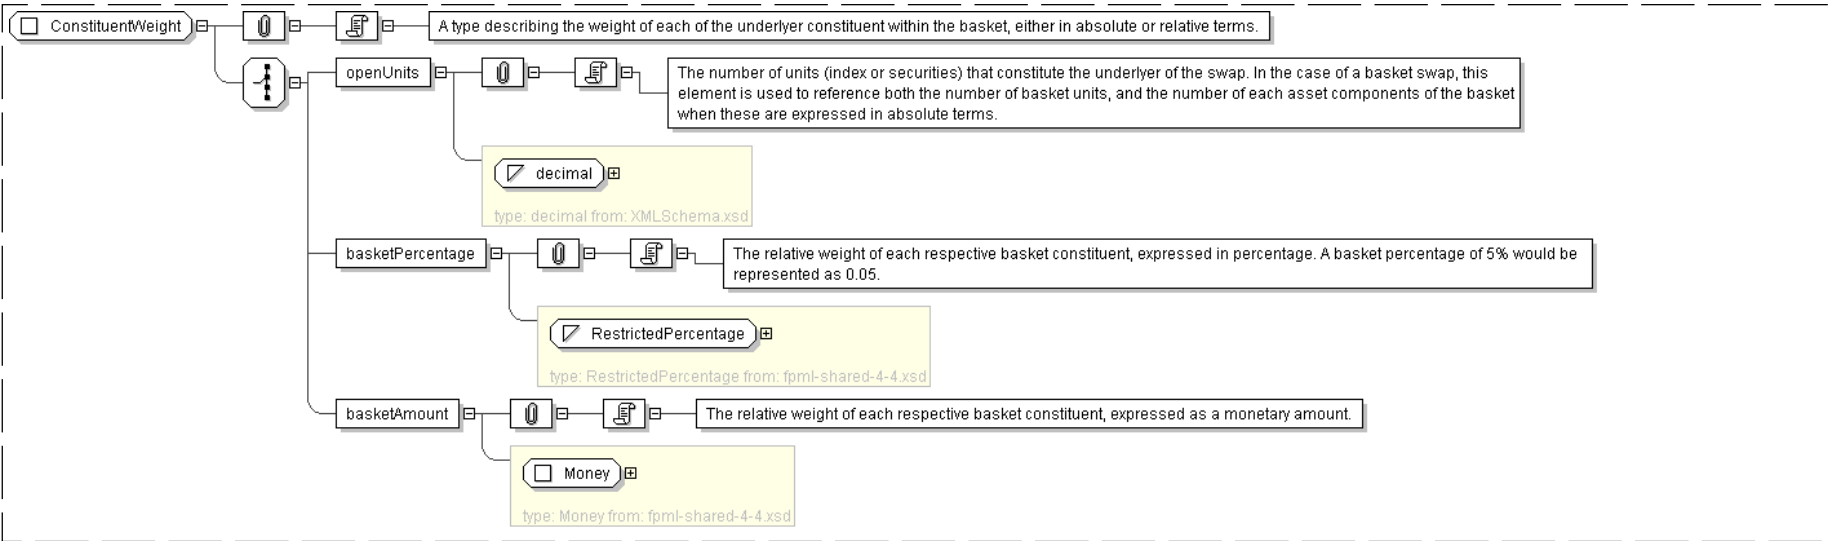 ConstituentWeight
A type describing the weight of each of the underlyer constituent within the basket, either in absolute or relative terms.
openUnits
The number of units (index or securities) that constitute the underlyer of the swap. In the case of a basket swap, this
element is used to reference both the number of basket units, and the number of each asset components of the basket
when these are expressed in absolute terms.
decimal
type: decimal from: XMLSchema.xsd
basketPercentage
The relative weight of each respective basket constituent, expressed in percentage. A basket percentage of 5% would be
represented as 0.05.
RestrictedPercentage
type: RestrictedPercentage from: fpml-shared-4-4.xsd
basketAmount
The relative weight of each respective basket constituent, expressed as a monetary amount.
Money
type: Money from: fpml-shared-4-4.xsd